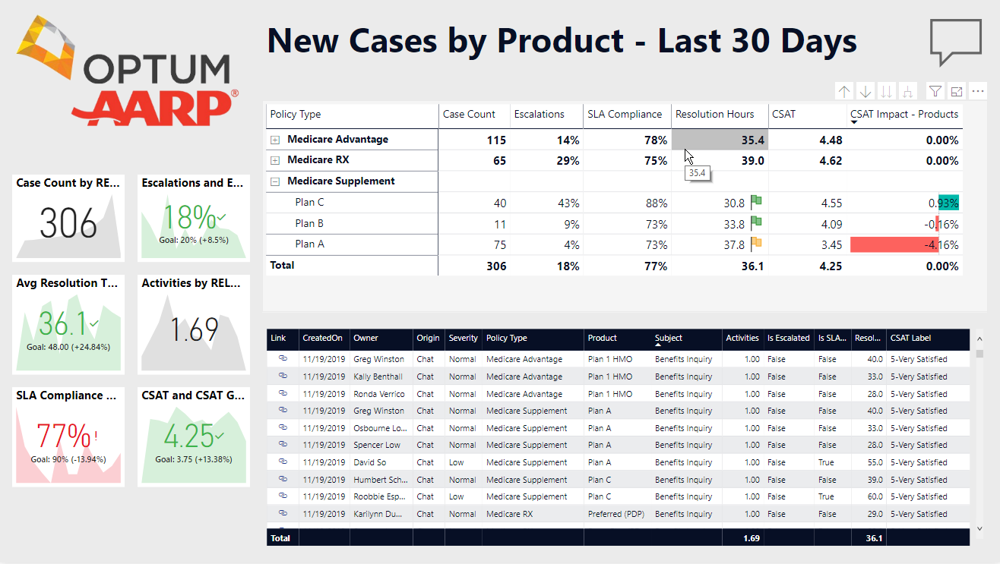 OPTUM
AARP®
New Cases by Product - Last 30 Days
Policy Type Case Count Escalations SLA Compliance Resolution Hours CSAT CSAT Impact - Products
Medicare Advantage 115 14% 78% 35.4 4.48 0.00%
Medicare RX 65 29% 75% 39.0 4.62 0.00%
35.4
Medicare Supplement
Plan C 40 43% 88% 30.8 4.55 0.93%
Plan B 11 9% 73% 33.8 4.09 -0.16%
Plan A 75 4% 73% 37.8 3.45 -4.16%
Total 306 18% 77% 36.1 4.25 0.00%
Case Count by RE...
306
Escalations and E...
18%
Goal: 20% (+8.5%)
Avg Resolution T...
36.1
Goal: 48.00 (+24.84%)
Activities by REL...
1.69
SLA Compliance ...
77%!
Goal: 90% (-13.94%)
CSAT and CSAT G...
4.25
Goal: 3.75 (+13.38%)
Link CreatedOn Owner Origin Severity Policy Type Product Subject Activities Is Escalated Is SLA... Resol... CSAT Label
11/19/2019 Greg Winston Chat Normal Medicare Advantage Plan 1 HMO Benefits Inquiry 1.00 False False 40.0 5-Very Satisfied
11/19/2019 Kally Benthall Chat Normal Medicare Advantage Plan 1 HMO Benefits Inquiry 1.00 False False 33.0 5-Very Satisfied
11/19/2019 Ronda Verrico Chat Normal Medicare Advantage Plan 1 HMO Benefits Inquiry 1.00 False False 28.0 5-Very Satisfied
11/19/2019 Greg Winston Chat Normal Medicare Supplement Plan A Benefits Inquiry 1.00 False False 40.0 5-Very Satisfied
11/19/2019 Osbourne Lo... Chat Normal Medicare Supplement Plan A Benefits Inquiry 1.00 False False 33.0 5-Very Satisfied
11/19/2019 Spencer Low Chat Normal Medicare Supplement Plan A Benefits Inquiry 1.00 False False 28.0 5-Very Satisfied
11/19/2019 David So Chat Low Medicare Supplement Plan A Benefits Inquiry 1.00 False True 55.0 5-Very Satisfied
11/19/2019 Humbert Sch... Chat Normal Medicare Supplement Plan C Benefits Inquiry 1.00 False False 39.0 5-Very Satisfied
11/19/2019 Roobbie Esp... Chat Low Medicare Supplement Plan C Benefits Inquiry 1.00 False True 60.0 5-Very Satisfied
11/19/2019 Karilynn Du... Chat Normal Medicare RX Preferred (PDP) Benefits Inquiry 1.00 False False 29.0 5-Very Satisfied
Total 1.69 36.1